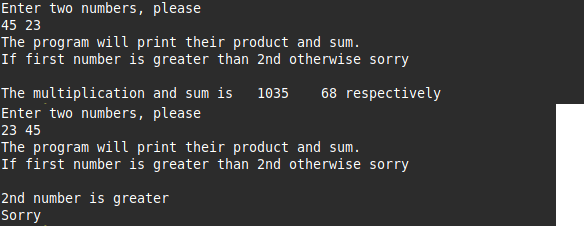 Enter two numbers, please
45 23
The program will print their product and sum.
If first number is greater than 2nd otherwise sorry
The multiplication and sum is   1035    68 respectively
Enter two numbers, please
23 45
The program will print their product and sum.
If first number is greater than 2nd otherwise sorry
2nd number is greater
Sorry